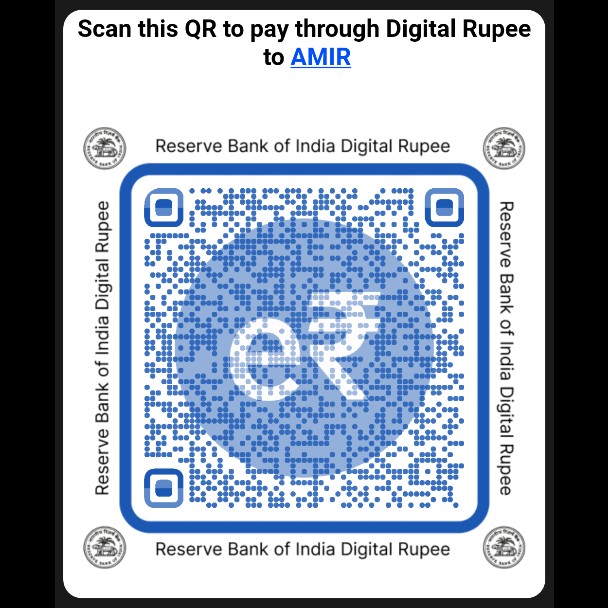 Scan this QR to pay through Digital Rupee
to AMIR
Reserve Bank of India Digital Rupee
Reserve Bank of India Digital Rupee
Reserve Bank of India Digital Rupee
e₹
Reserve Bank of India Digital Rupee